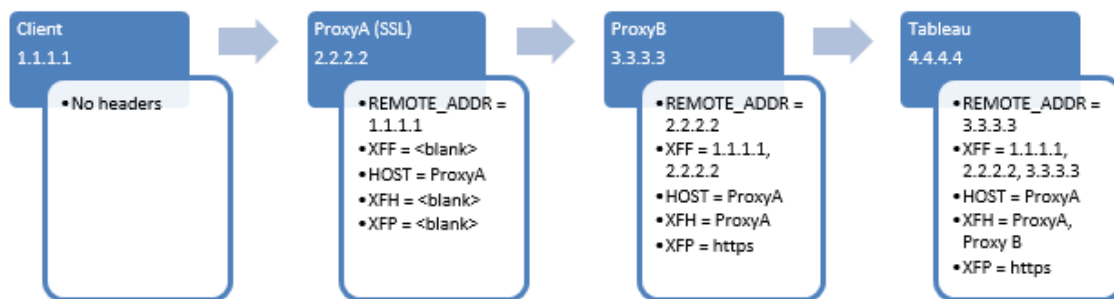 Client
1.1.1.1
• No headers
ProxyA (SSL)
2.2.2.2
• REMOTE_ADDR =
1.1.1.1
• XFF = <blank>
• HOST = ProxyA
• XFH = <blank>
• XFP = <blank>
ProxyB
3.3.3.3
• REMOTE_ADDR =
2.2.2.2
• XFF = 1.1.1.1,
2.2.2.2
• HOST = ProxyA
• XFH = ProxyA
• XFP = https
Tableau
4.4.4.4
• REMOTE_ADDR =
3.3.3.3
• XFF = 1.1.1.1,
2.2.2.2, 3.3.3.3
• HOST = ProxyA
• XFH = ProxyA,
Proxy B
• XFP = https